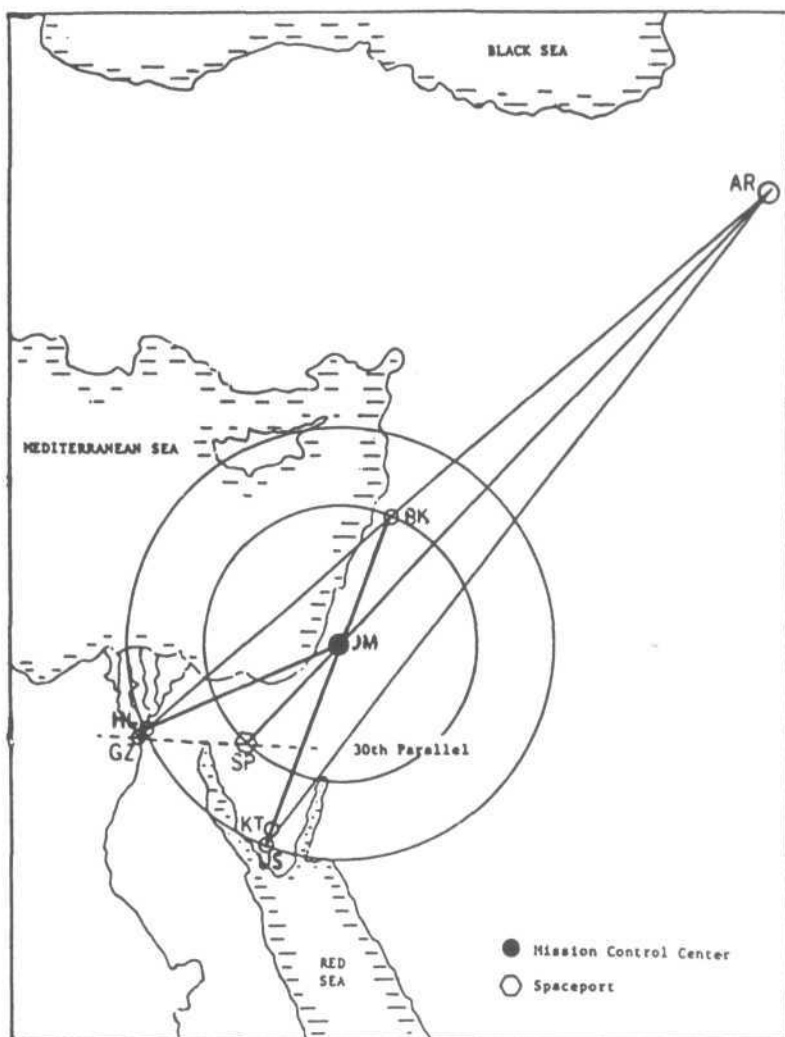 BLACK SEA
AR
MEDITERRANEAN SEA
BK
JM
HL
GZ
SP
30th Parallel
KT
US
RED
SEA
Mission Control Center
Spaceport